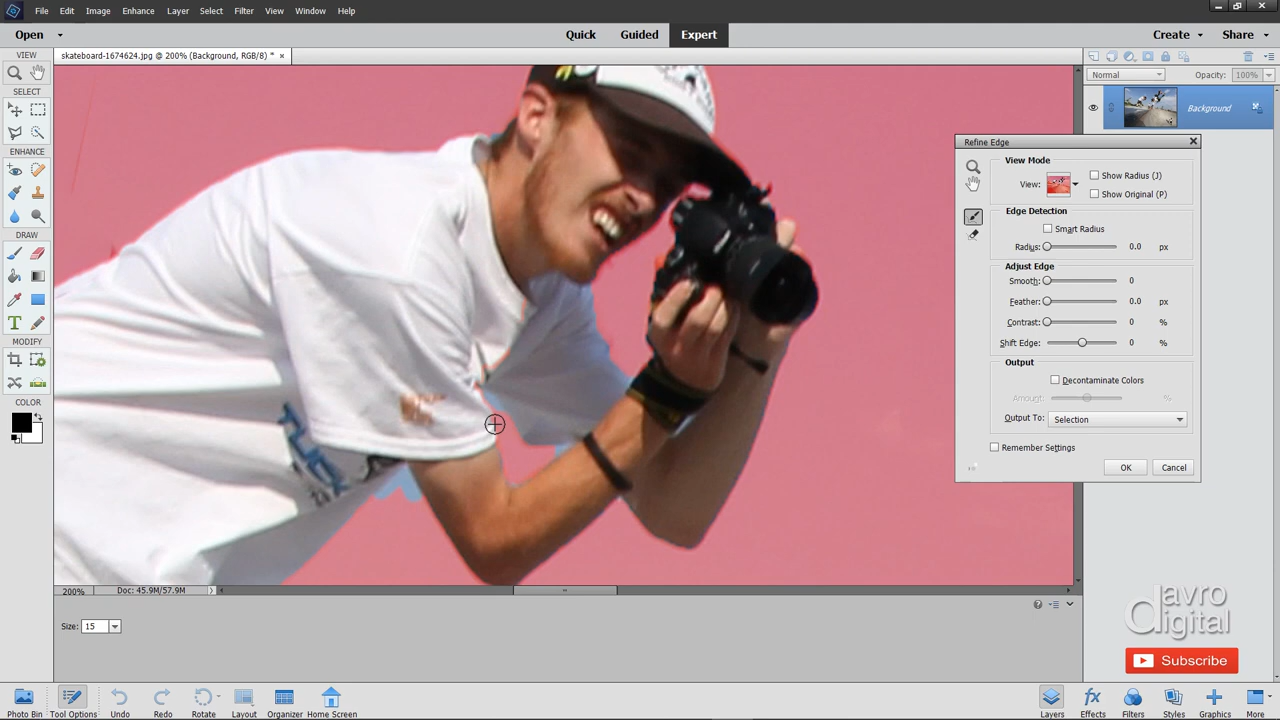 File Edit Image Enhance Layer Select Filter View Window Help
Open Quick Guided Expert Create Share
VIEW
skateboard-1674624.jpg @ 200% (Background, RGB/8) * ×
SELECT
ENHANCE
DRAW
MODIFY
COLOR
Normal Opacity: 100%
Background
Refine Edge
View Mode
View: Show Radius (J)
Show Original (P)
Edge Detection
Smart Radius
Radius: 0.0 px
Adjust Edge
Smooth: 0
Feather: 0.0 px
Contrast: 0 %
Shift Edge: 0 %
Output
Decontaminate Colors
Amount: %
Output To: Selection
Remember Settings
OK Cancel
200% Doc: 45.9M/57.9M
Size: 15
davro
digital
Subscribe
Photo Bin Tool Options Undo Redo Rotate Layout Organizer Home Screen Layers Effects Filters Styles Graphics More